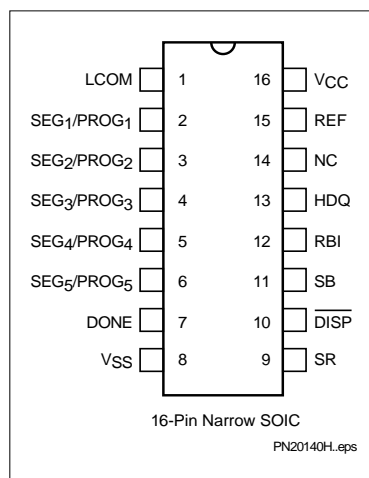 LCOM 1 16 VCC
SEG1/PROG1 2 15 REF
SEG2/PROG2 3 14 NC
SEG3/PROG3 4 13 HDQ
SEG4/PROG4 5 12 RBI
SEG5/PROG5 6 11 SB
DONE 7 10 DISP
VSS 8 9 SR
16-Pin Narrow SOIC
PN20140H..eps